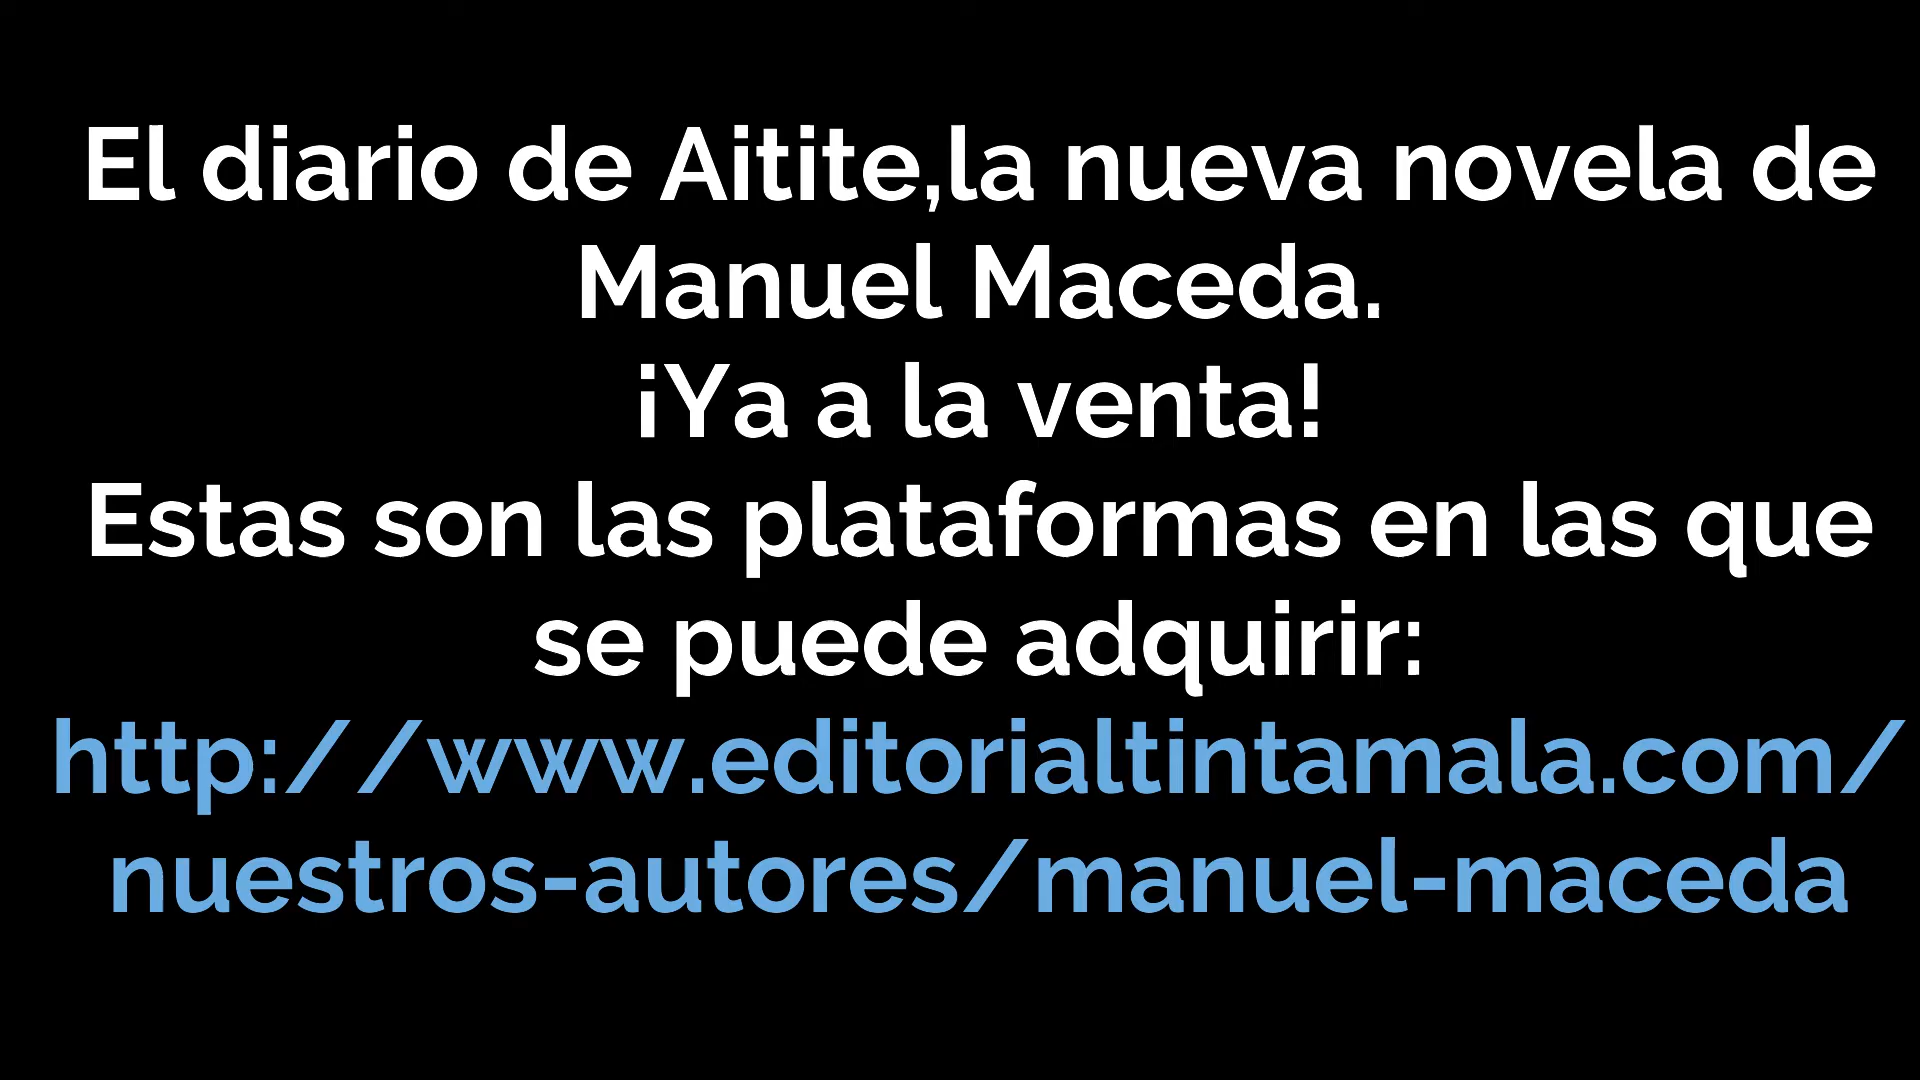 El diario de Aitite,la nueva novela de
Manuel Maceda.
¡Ya a la venta!
Estas son las plataformas en las que
se puede adquirir:
http://www.editorialtintamala.com/
nuestros-autores/manuel-maceda